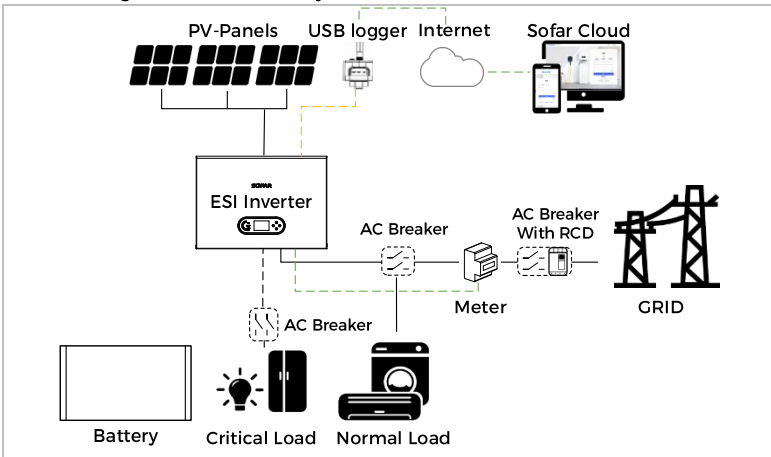 PV-Panels
USB logger
Internet
Sofar Cloud
SOFAR
ESI Inverter
AC Breaker
AC Breaker
With RCD
Meter
GRID
AC Breaker
Battery
Critical Load
Normal Load